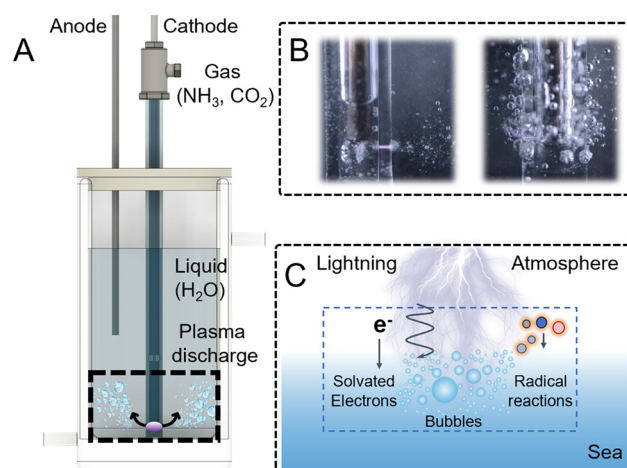 A
Anode
Cathode
Gas
(NH₃, CO₂)
Liquid
(H₂O)
Plasma
discharge
B
C
Lightning
Atmosphere
e⁻
Solvated
Electrons
Bubbles
Radical
reactions
Sea